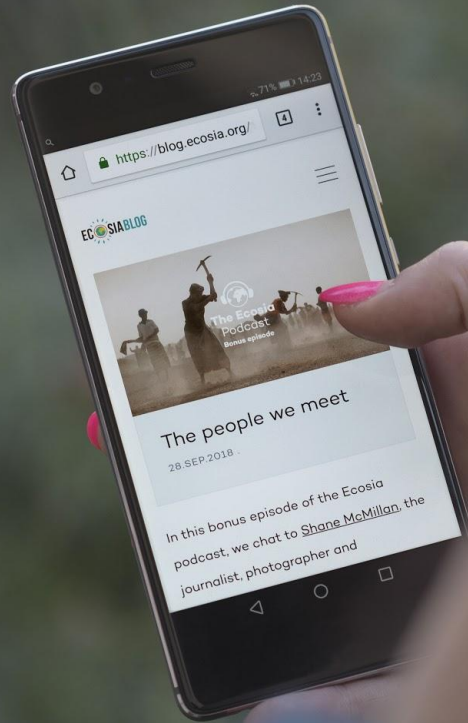 71% 14:23
https://blog.ecosia.org/
4
ECOSIABLOG
The Ecosia
Podcast
Bonus episode
The people we meet
28.SEP.2018
In this bonus episode of the Ecosia
podcast, we chat to Shane McMillan, the
journalist, photographer and